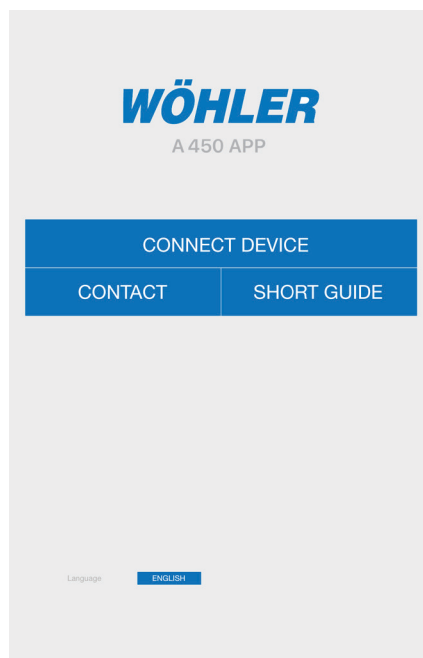 WÖHLER
A 450 APP
CONNECT DEVICE
CONTACT SHORT GUIDE
Language ENGLISH